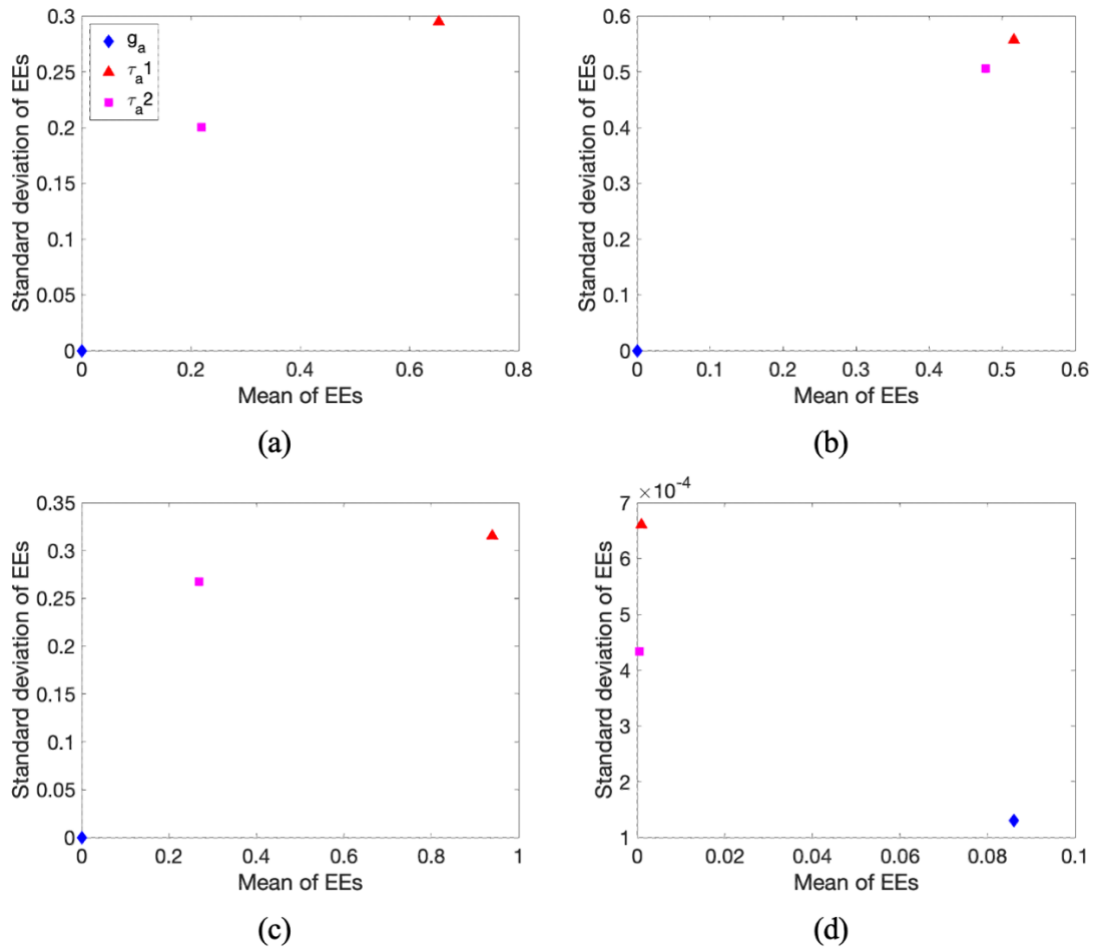 0.3
0.25
0.2
0.15
0.1
0.05
0
Standard deviation of EEs
g_a
τ_a1
τ_a2
0 0.2 0.4 0.6 0.8
Mean of EEs
(a)
0.6
0.5
0.4
0.3
0.2
0.1
0
Standard deviation of EEs
0 0.1 0.2 0.3 0.4 0.5 0.6
Mean of EEs
(b)
0.35
0.3
0.25
0.2
0.15
0.1
0.05
0
Standard deviation of EEs
0 0.2 0.4 0.6 0.8 1
Mean of EEs
(c)
×10^-4
7
6
5
4
3
2
1
Standard deviation of EEs
0 0.02 0.04 0.06 0.08 0.1
Mean of EEs
(d)